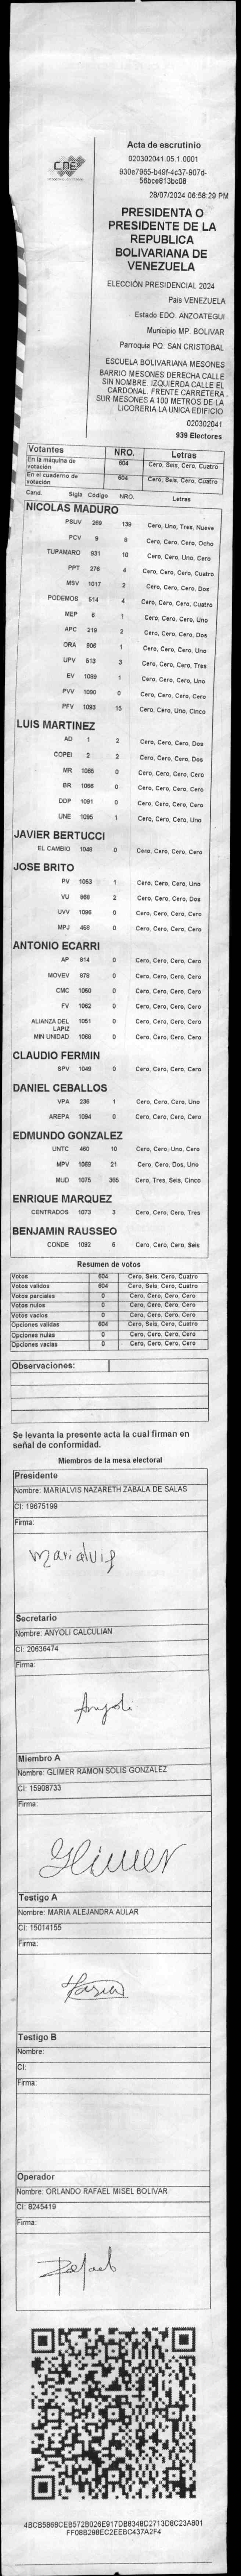 CNE
Acta de escrutinio
020302041.05.1.0001
930e7965-b49f-4c37-907d-
56bce813bc08
28/07/2024 06:58:29 PM
PRESIDENTA O
PRESIDENTE DE LA
REPUBLICA
BOLIVARIANA DE
VENEZUELA
ELECCIÓN PRESIDENCIAL 2024
País VENEZUELA
Estado EDO. ANZOATEGUI
Municipio MP. BOLIVAR
Parroquia PQ. SAN CRISTOBAL
ESCUELA BOLIVARIANA MESONES
BARRIO MESONES DERECHA CALLE
SIN NOMBRE. IZQUIERDA CALLE EL
CARDONAL. FRENTE CARRETERA
SUR MESONES A 100 METROS DE LA
LICORERIA LA UNICA EDIFICIO
020302041
939 Electores
Votantes NRO. Letras
En la máquina de votación 604 Cero, Seis, Cero, Cuatro
En el cuaderno de votación 604 Cero, Seis, Cero, Cuatro
Cand. Sigla Código NRO. Letras
NICOLAS MADURO
PSUV 269 139 Cero, Uno, Tres, Nueve
PCV 9 8 Cero, Cero, Cero, Ocho
TUPAMARO 931 10 Cero, Cero, Uno, Cero
PPT 276 4 Cero, Cero, Cero, Cuatro
MSV 1017 2 Cero, Cero, Cero, Dos
PODEMOS 514 4 Cero, Cero, Cero, Cuatro
MEP 6 1 Cero, Cero, Cero, Uno
APC 219 2 Cero, Cero, Cero, Dos
ORA 906 1 Cero, Cero, Cero, Uno
UPV 513 3 Cero, Cero, Cero, Tres
EV 1089 1 Cero, Cero, Cero, Uno
PVV 1090 0 Cero, Cero, Cero, Cero
PFV 1093 15 Cero, Cero, Uno, Cinco
LUIS MARTINEZ
AD 1 2 Cero, Cero, Cero, Dos
COPEI 2 2 Cero, Cero, Cero, Dos
MR 1065 0 Cero, Cero, Cero, Cero
BR 1066 0 Cero, Cero, Cero, Cero
DDP 1091 0 Cero, Cero, Cero, Cero
UNE 1095 1 Cero, Cero, Cero, Uno
JAVIER BERTUCCI
EL CAMBIO 1048 0 Cero, Cero, Cero, Cero
JOSE BRITO
PV 1053 1 Cero, Cero, Cero, Uno
VU 868 2 Cero, Cero, Cero, Dos
UVV 1096 0 Cero, Cero, Cero, Cero
MPJ 458 0 Cero, Cero, Cero, Cero
ANTONIO ECARRI
AP 914 0 Cero, Cero, Cero, Cero
MOVEV 978 0 Cero, Cero, Cero, Cero
CMC 1060 0 Cero, Cero, Cero, Cero
FV 1062 0 Cero, Cero, Cero, Cero
ALIANZA DEL LAPIZ 1051 0 Cero, Cero, Cero, Cero
MIN UNIDAD 1068 0 Cero, Cero, Cero, Cero
CLAUDIO FERMIN
SPV 1049 0 Cero, Cero, Cero, Cero
DANIEL CEBALLOS
VPA 236 1 Cero, Cero, Cero, Uno
AREPA 1094 0 Cero, Cero, Cero, Cero
EDMUNDO GONZALEZ
UNTC 460 10 Cero, Cero, Uno, Cero
MPV 1069 21 Cero, Cero, Dos, Uno
MUD 1075 365 Cero, Tres, Seis, Cinco
ENRIQUE MARQUEZ
CENTRADOS 1073 3 Cero, Cero, Cero, Tres
BENJAMIN RAUSSEO
CONDE 1092 6 Cero, Cero, Cero, Seis
Resumen de votos
Votos 604 Cero, Seis, Cero, Cuatro
Votos validos 604 Cero, Seis, Cero, Cuatro
Votos parciales 0 Cero, Cero, Cero, Cero
Votos nulos 0 Cero, Cero, Cero, Cero
Votos vacíos 0 Cero, Cero, Cero, Cero
Opciones validas 604 Cero, Seis, Cero, Cuatro
Opciones nulas 0 Cero, Cero, Cero, Cero
Opciones vacías 0 Cero, Cero, Cero, Cero
Observaciones:
Se levanta la presente acta la cual firman en
señal de conformidad.
Miembros de la mesa electoral
Presidente
Nombre: MARIALVIS NAZARETH ZABALA DE SALAS
CI: 19675199
Firma:
Marialvis
Secretario
Nombre: ANYOLI CALCULIAN
CI: 20636474
Firma:
Anyoli
Miembro A
Nombre: GLIMER RAMON SOLIS GONZALEZ
CI: 15908733
Firma:
Glimer
Testigo A
Nombre: MARIA ALEJANDRA AULAR
CI: 15014155
Firma:
Maria
Testigo B
Nombre:
CI:
Firma:
Operador
Nombre: ORLANDO RAFAEL MISEL BOLIVAR
CI: 8245419
Firma:
Rafael
4BCB5868CEB572B026E917DB8348D2713D8C23A601
FF08B298EC2EEBC437A2F4